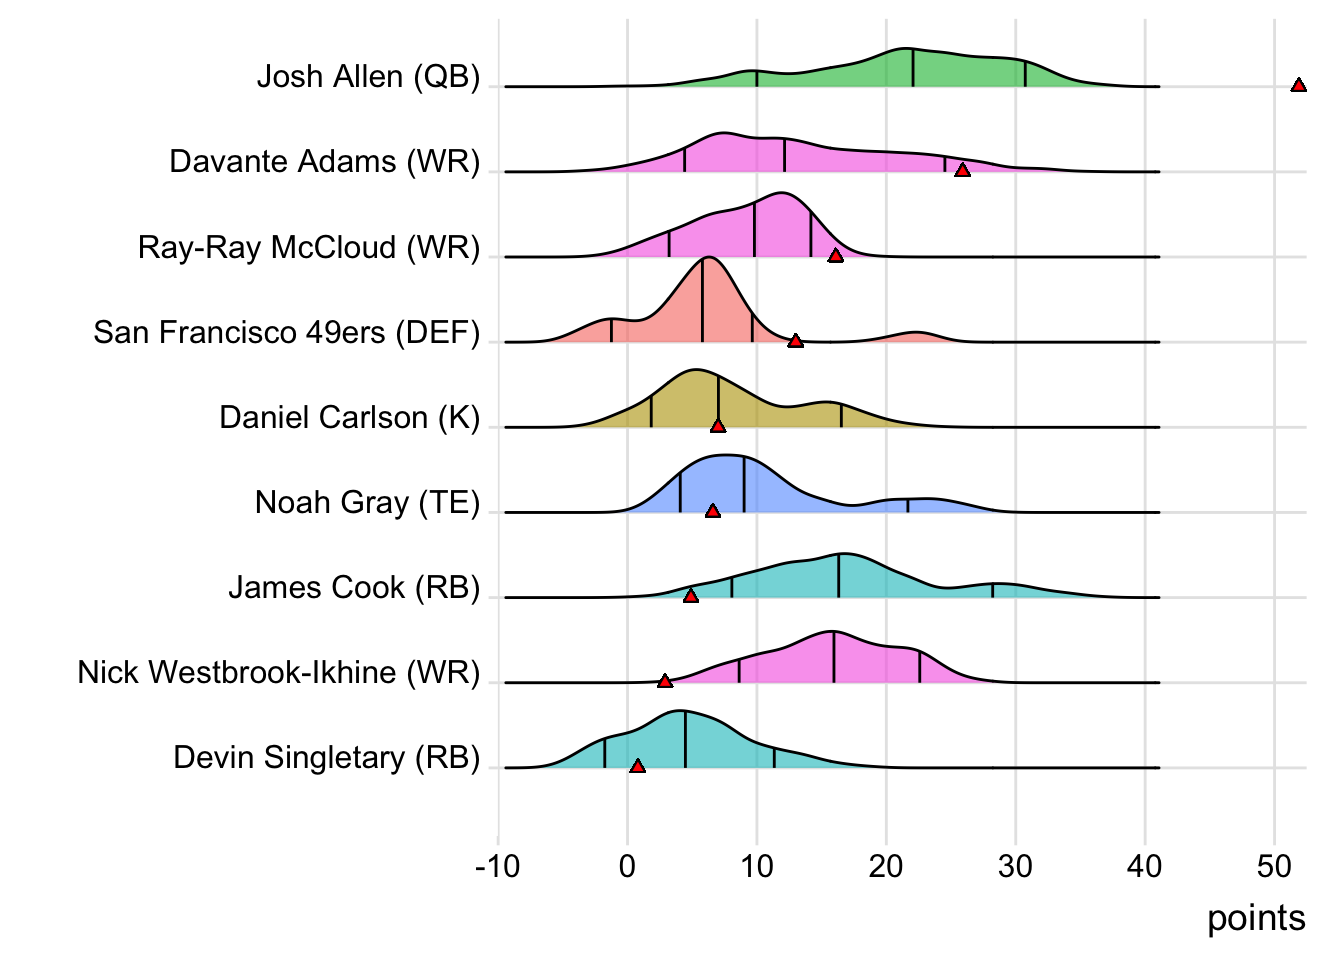 Josh Allen (QB)
Davante Adams (WR)
Ray-Ray McCloud (WR)
San Francisco 49ers (DEF)
Daniel Carlson (K)
Noah Gray (TE)
James Cook (RB)
Nick Westbrook-Ikhine (WR)
Devin Singletary (RB)
-10 0 10 20 30 40 50
points